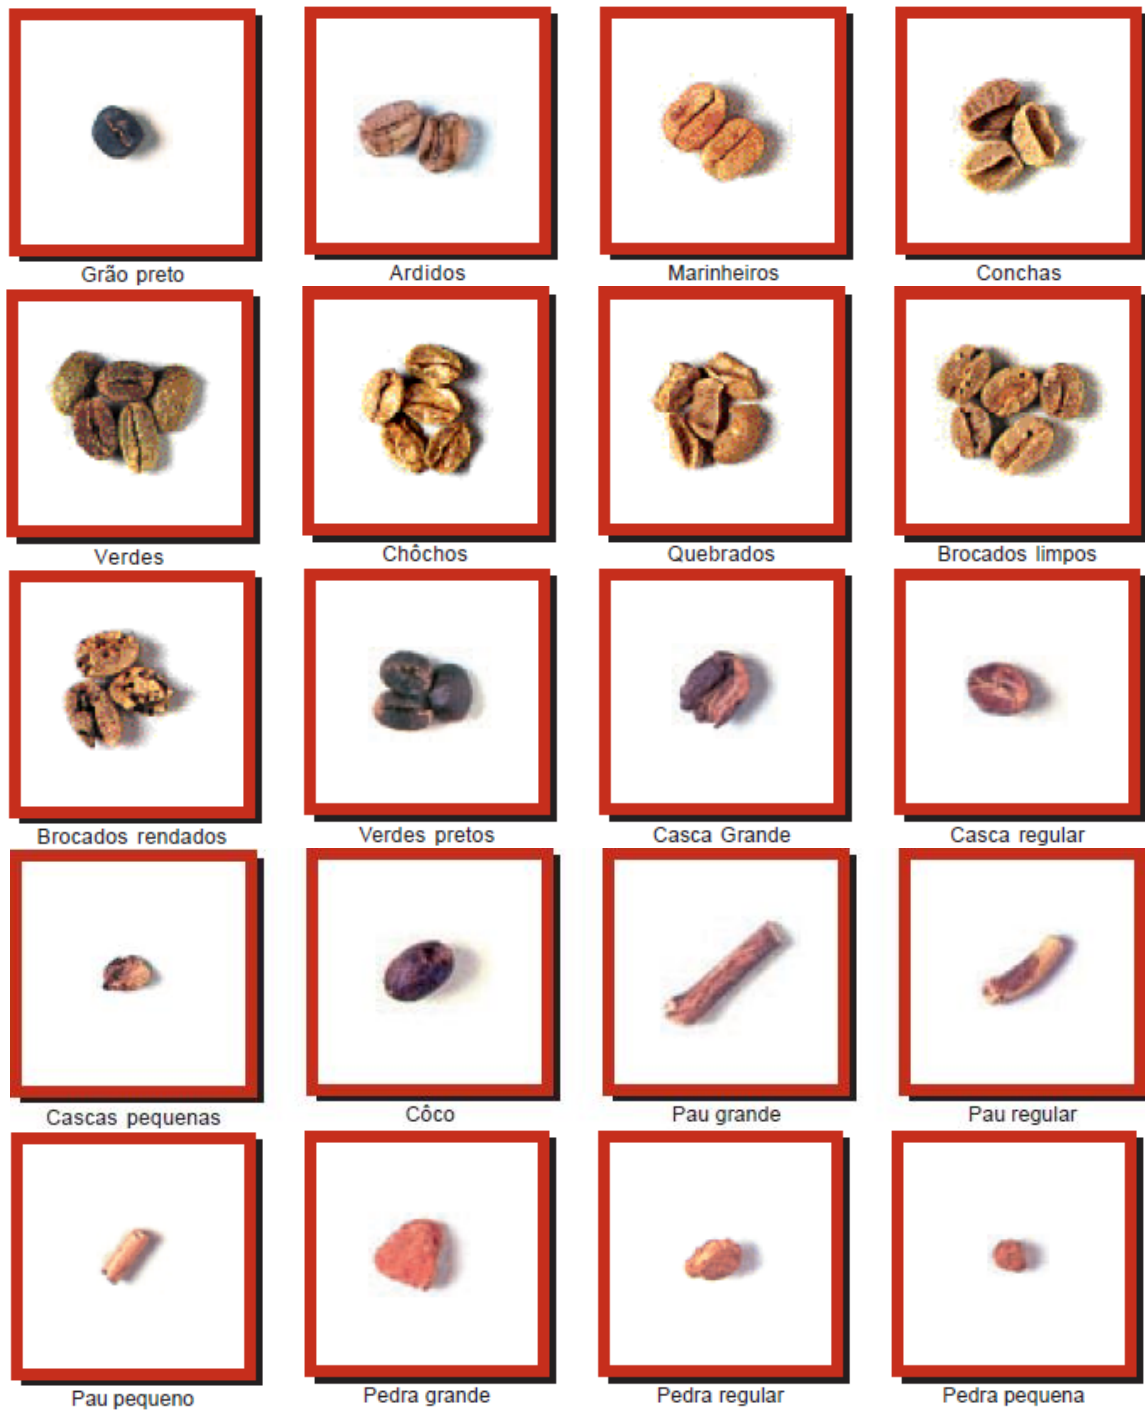 Grão preto
Ardidos
Marinheiros
Conchas
Verdes
Chôchos
Quebrados
Brocados limpos
Brocados rendados
Verdes pretos
Casca Grande
Casca regular
Cascas pequenas
Côco
Pau grande
Pau regular
Pau pequeno
Pedra grande
Pedra regular
Pedra pequena